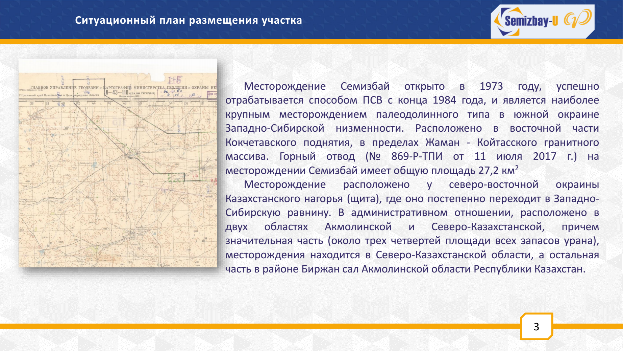 Ситуационный план размещения участка
Semizbay-U
Месторождение Семизбай открыто в 1973 году, успешно
отрабатывается способом ПСВ с конца 1984 года, и является наиболее
крупным месторождением палеодолинного типа в южной окраине
Западно-Сибирской низменности. Расположено в восточной части
Кокчетавского поднятия, в пределах Жаман - Койтасского гранитного
массива. Горный отвод (№ 869-Р-ТПИ от 11 июля 2017 г.) на
месторождении Семизбай имеет общую площадь 27,2 км²
Месторождение расположено у северо-восточной окраины
Казахстанского нагорья (щита), где оно постепенно переходит в Западно-
Сибирскую равнину. В административном отношении, расположено в
двух областях Акмолинской и Северо-Казахстанской, причем
значительная часть (около трех четвертей площади всех запасов урана),
месторождения находится в Северо-Казахстанской области, а остальная
часть в районе Биржан сал Акмолинской области Республики Казахстан.
3